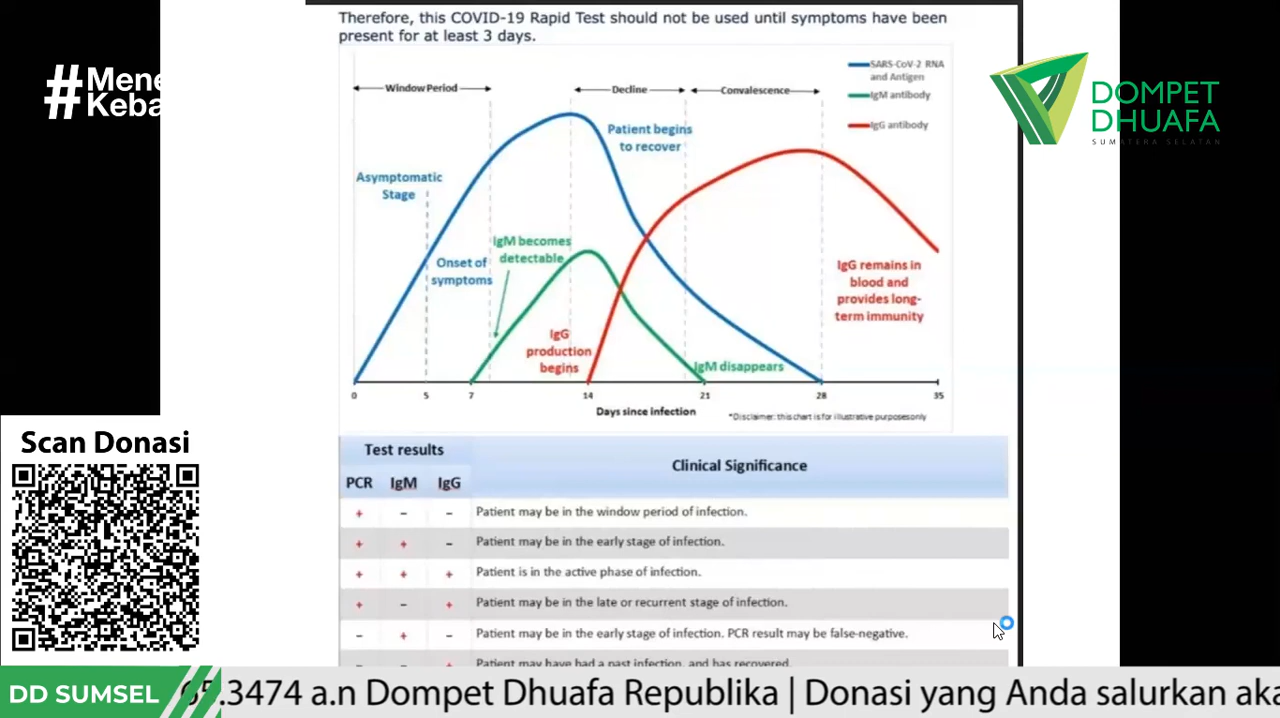 Therefore, this COVID-19 Rapid Test should not be used until symptoms have been
present for at least 3 days.
#Mene
Keba
DOMPET
DHUAFA
SUMATERA SELATAN
SARS-CoV-2 RNA
and Antigen
IgM antibody
IgG antibody
Window Period
Decline
Convalescence
Patient begins
to recover
Asymptomatic
Stage
IgM becomes
detectable
Onset of
symptoms
IgG remains in
blood and
provides long-
term immunity
IgG
production
begins
IgM disappears
0
5
7
14
21
28
35
Days since infection
*Disclaimer: this chart is for illustrative purposes only
Scan Donasi
Test results
Clinical Significance
PCR IgM IgG
+ – – Patient may be in the window period of infection.
+ + – Patient may be in the early stage of infection.
+ + + Patient is in the active phase of infection.
+ – + Patient may be in the late or recurrent stage of infection.
– + – Patient may be in the early stage of infection. PCR result may be false-negative.
– – + Patient may have had a past infection, and has recovered.
DD SUMSEL
65.3474 a.n Dompet Dhuafa Republika | Donasi yang Anda salurkan aka